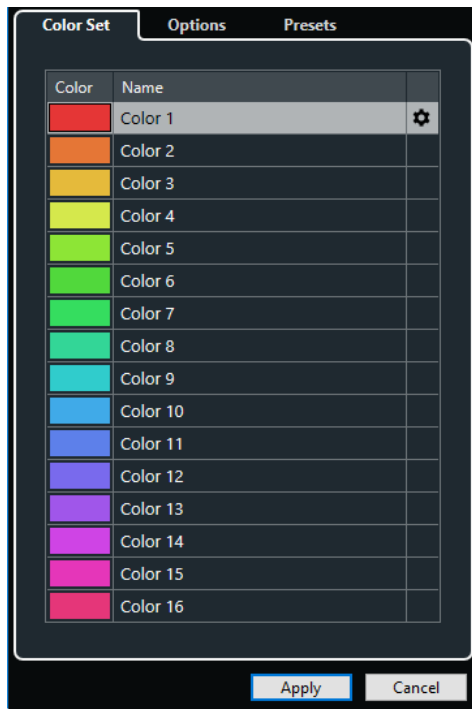 Color Set Options Presets
Color Name
Color 1
Color 2
Color 3
Color 4
Color 5
Color 6
Color 7
Color 8
Color 9
Color 10
Color 11
Color 12
Color 13
Color 14
Color 15
Color 16
Apply Cancel